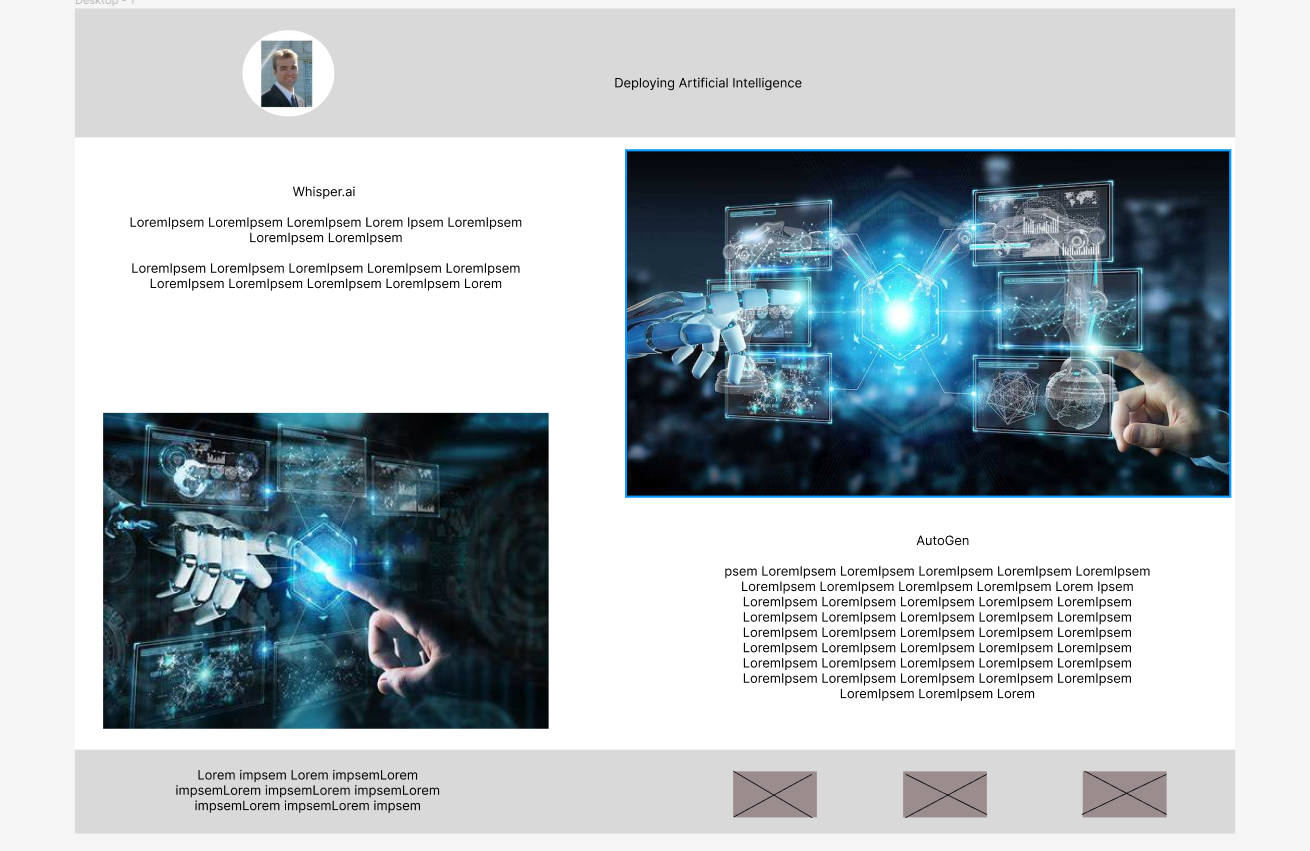 Desktop - 1
Deploying Artificial Intelligence
Whisper.ai
LoremIpsem LoremIpsem LoremIpsem Lorem Ipsem LoremIpsem
LoremIpsem LoremIpsem
LoremIpsem LoremIpsem LoremIpsem LoremIpsem LoremIpsem
LoremIpsem LoremIpsem LoremIpsem LoremIpsem Lorem
AutoGen
psem LoremIpsem LoremIpsem LoremIpsem LoremIpsem LoremIpsem
LoremIpsem LoremIpsem LoremIpsem LoremIpsem Lorem Ipsem
LoremIpsem LoremIpsem LoremIpsem LoremIpsem LoremIpsem
LoremIpsem LoremIpsem LoremIpsem LoremIpsem LoremIpsem
LoremIpsem LoremIpsem LoremIpsem LoremIpsem LoremIpsem
LoremIpsem LoremIpsem LoremIpsem LoremIpsem LoremIpsem
LoremIpsem LoremIpsem LoremIpsem LoremIpsem LoremIpsem
LoremIpsem LoremIpsem LoremIpsem LoremIpsem LoremIpsem
LoremIpsem LoremIpsem Lorem
Lorem impsem Lorem impsemLorem
impsemLorem impsemLorem impsemLorem
impsemLorem impsemLorem impsem